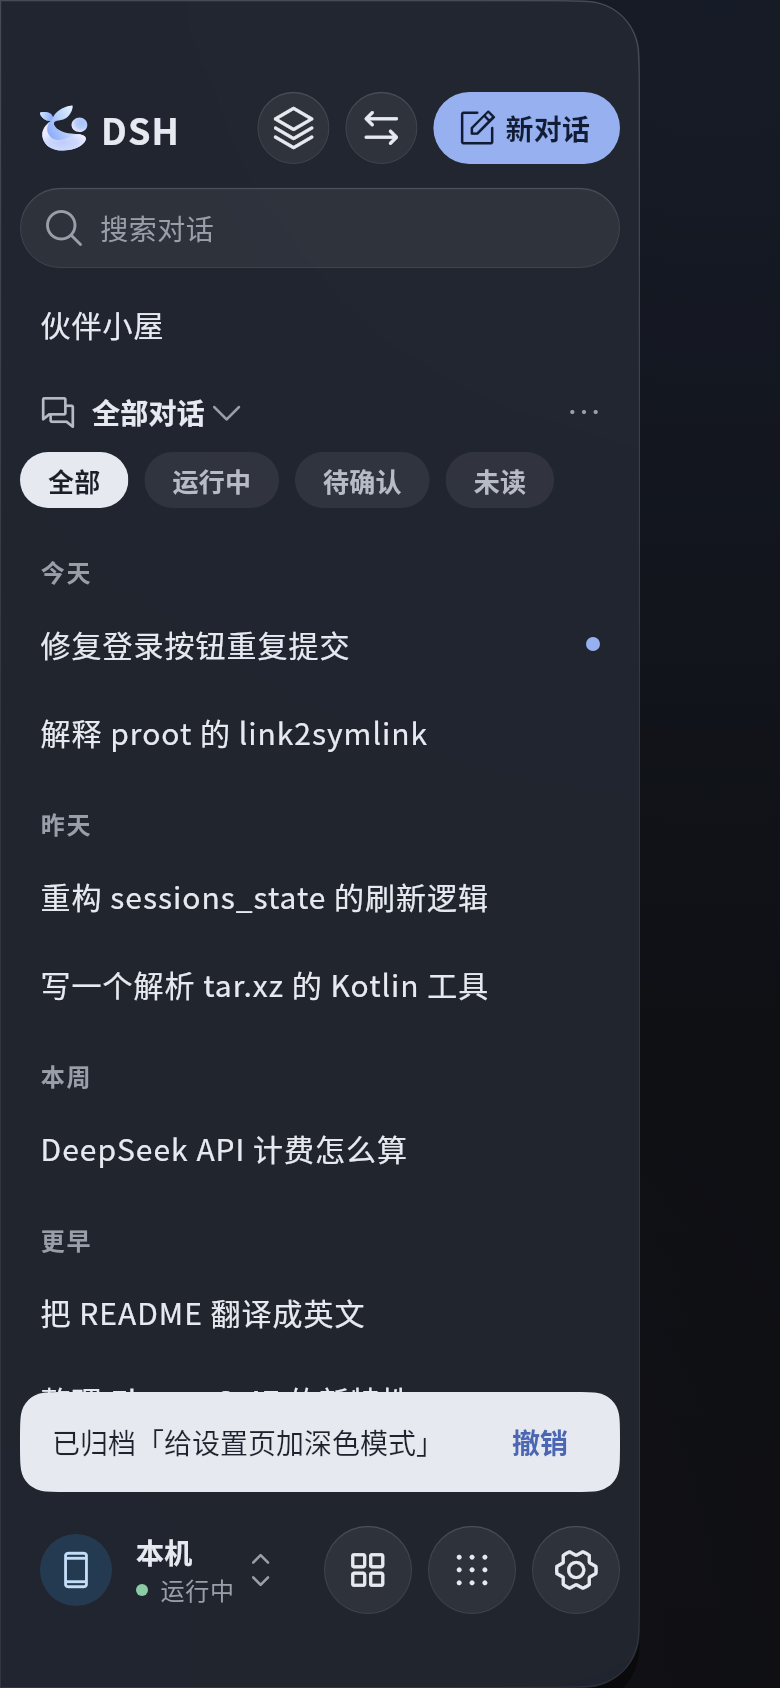 DSH
新对话
搜索对话
伙伴小屋
全部对话
全部 运行中 待确认 未读
今天
修复登录按钮重复提交
解释 proot 的 link2symlink
昨天
重构 sessions_state 的刷新逻辑
写一个解析 tar.xz 的 Kotlin 工具
本周
DeepSeek API 计费怎么算
更早
把 README 翻译成英文
已归档「给设置页加深色模式」 撤销
本机
运行中